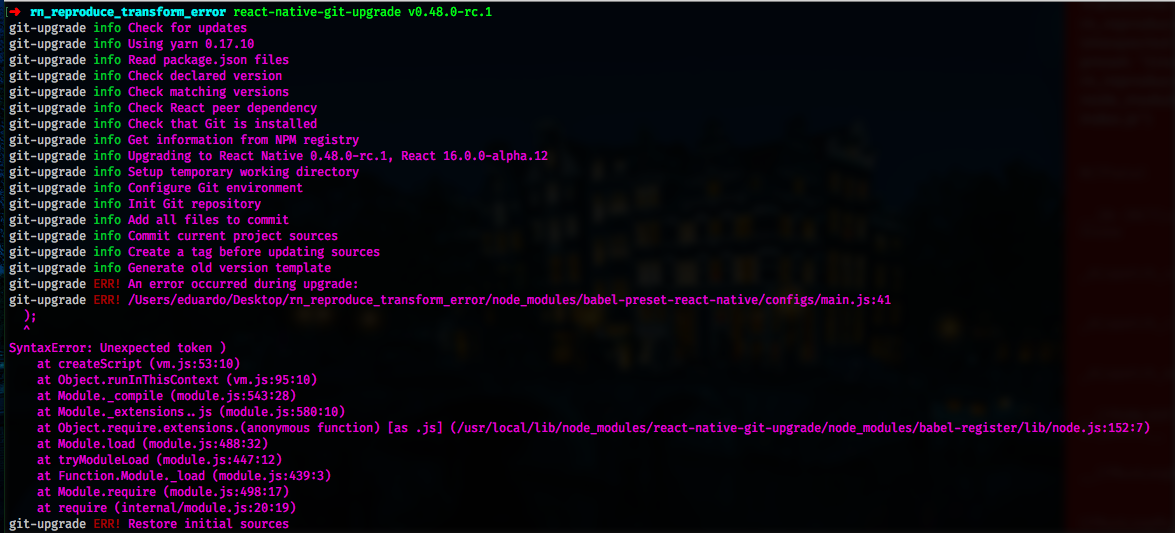 ➜ rn_reproduce_transform_error react-native-git-upgrade v0.48.0-rc.1
git-upgrade info Check for updates
git-upgrade info Using yarn 0.17.10
git-upgrade info Read package.json files
git-upgrade info Check declared version
git-upgrade info Check matching versions
git-upgrade info Check React peer dependency
git-upgrade info Check that Git is installed
git-upgrade info Get information from NPM registry
git-upgrade info Upgrading to React Native 0.48.0-rc.1, React 16.0.0-alpha.12
git-upgrade info Setup temporary working directory
git-upgrade info Configure Git environment
git-upgrade info Init Git repository
git-upgrade info Add all files to commit
git-upgrade info Commit current project sources
git-upgrade info Create a tag before updating sources
git-upgrade info Generate old version template
git-upgrade ERR! An error occurred during upgrade:
git-upgrade ERR! /Users/eduardo/Desktop/rn_reproduce_transform_error/node_modules/babel-preset-react-native/configs/main.js:41
  );
  ^
SyntaxError: Unexpected token )
    at createScript (vm.js:53:10)
    at Object.runInThisContext (vm.js:95:10)
    at Module._compile (module.js:543:28)
    at Module._extensions..js (module.js:580:10)
    at Object.require.extensions.(anonymous function) [as .js] (/usr/local/lib/node_modules/react-native-git-upgrade/node_modules/babel-register/lib/node.js:152:7)
    at Module.load (module.js:488:32)
    at tryModuleLoad (module.js:447:12)
    at Function.Module._load (module.js:439:3)
    at Module.require (module.js:498:17)
    at require (internal/module.js:20:19)
git-upgrade ERR! Restore initial sources